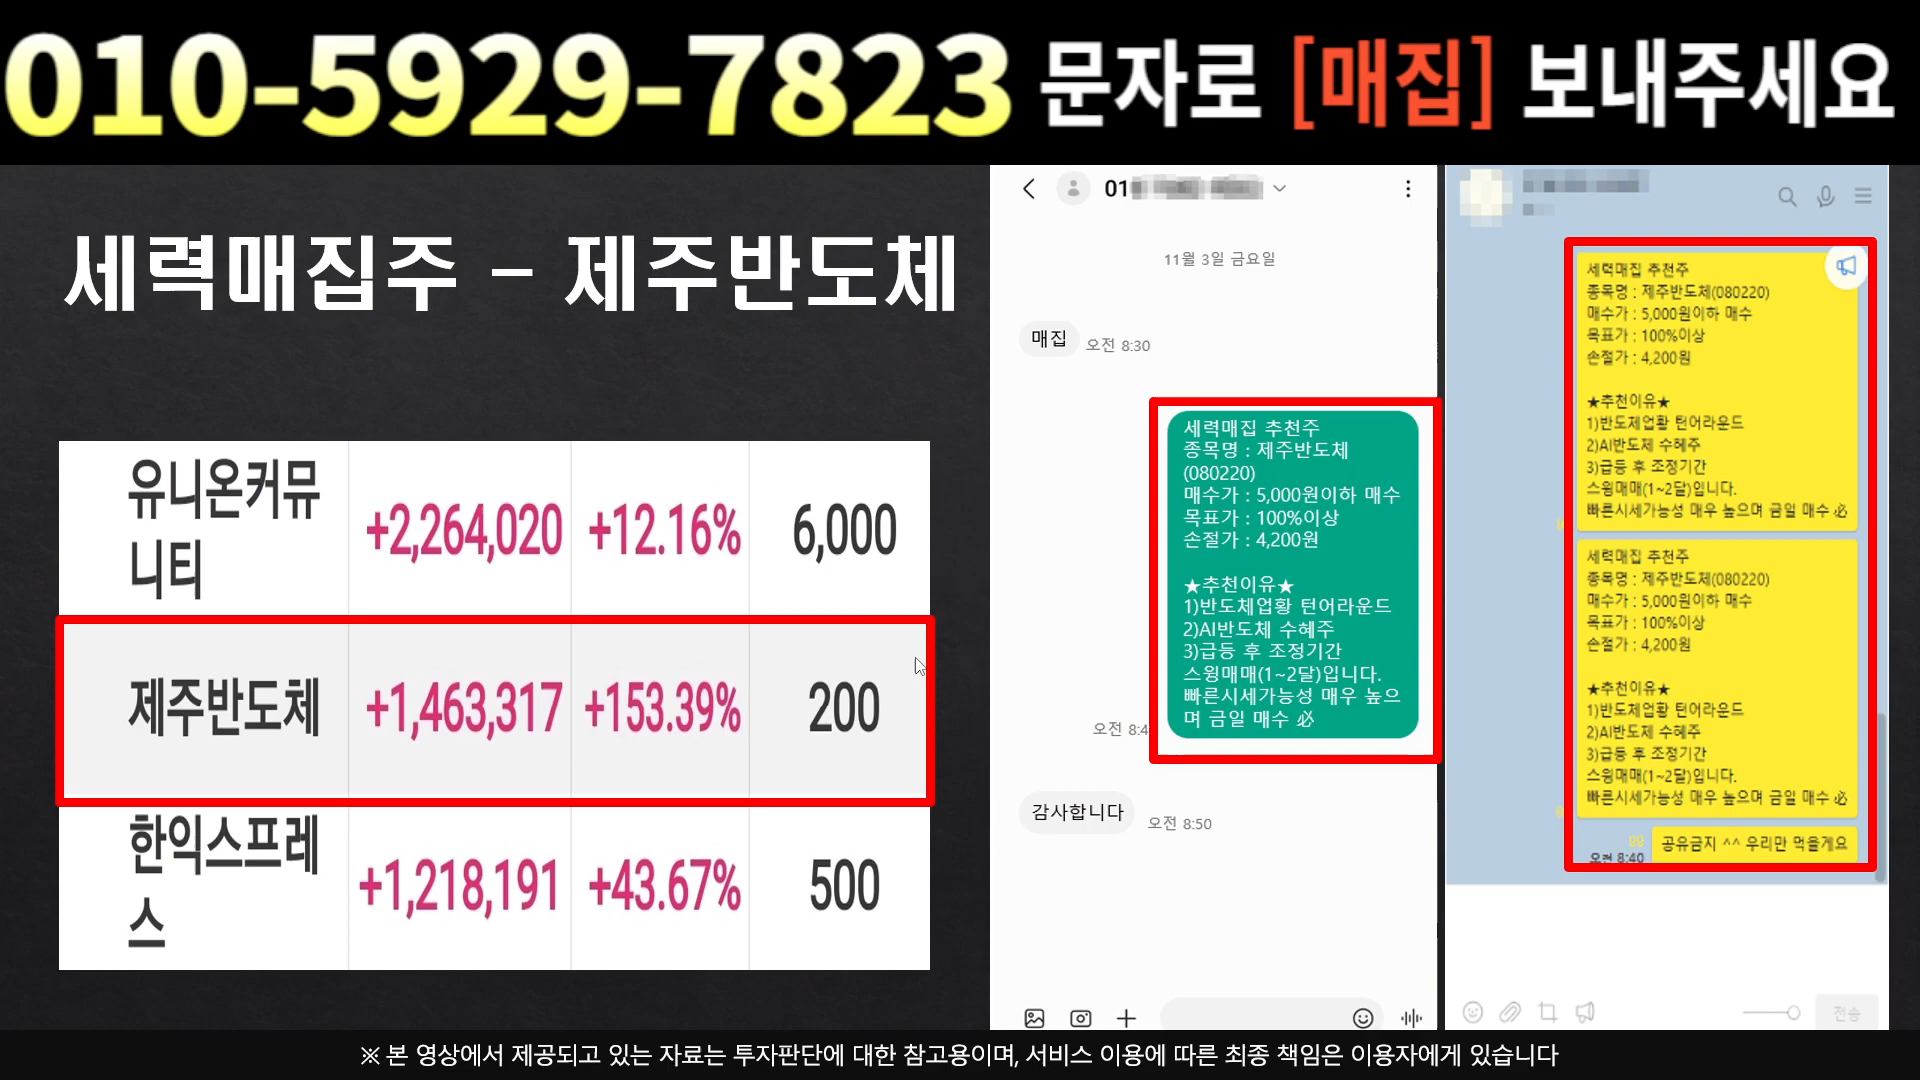 010-5929-7823 문자로 [매집] 보내주세요
세력매집주 - 제주반도체
유니온커뮤
니티
+2,264,020 +12.16% 6,000
제주반도체 +1,463,317 +153.39% 200
한익스프레
스
+1,218,191 +43.67% 500
01
11월 3일 금요일
매집 오전 8:30
세력매집 추천주
종목명 : 제주반도체
(080220)
매수가 : 5,000원이하 매수
목표가 : 100%이상
손절가 : 4,200원
★추천이유★
1)반도체업황 턴어라운드
2)AI반도체 수혜주
3)급등 후 조정기간
스윙매매(1~2달)입니다.
빠른시세가능성 매우 높으
며 금일 매수 必
오전 8:4
감사합니다 오전 8:50
세력매집 추천주
종목명 : 제주반도체(080220)
매수가 : 5,000원이하 매수
목표가 : 100%이상
손절가 : 4,200원
★추천이유★
1)반도체업황 턴어라운드
2)AI반도체 수혜주
3)급등 후 조정기간
스윙매매(1~2달)입니다.
빠른시세가능성 매우 높으며 금일 매수 必
세력매집 추천주
종목명 : 제주반도체(080220)
매수가 : 5,000원이하 매수
목표가 : 100%이상
손절가 : 4,200원
★추천이유★
1)반도체업황 턴어라운드
2)AI반도체 수혜주
3)급등 후 조정기간
스윙매매(1~2달)입니다.
빠른시세가능성 매우 높으며 금일 매수 必
오전 8:40 공유금지 ^^ 우리만 먹을게요
전송
※ 본 영상에서 제공되고 있는 자료는 투자판단에 대한 참고용이며, 서비스 이용에 따른 최종 책임은 이용자에게 있습니다